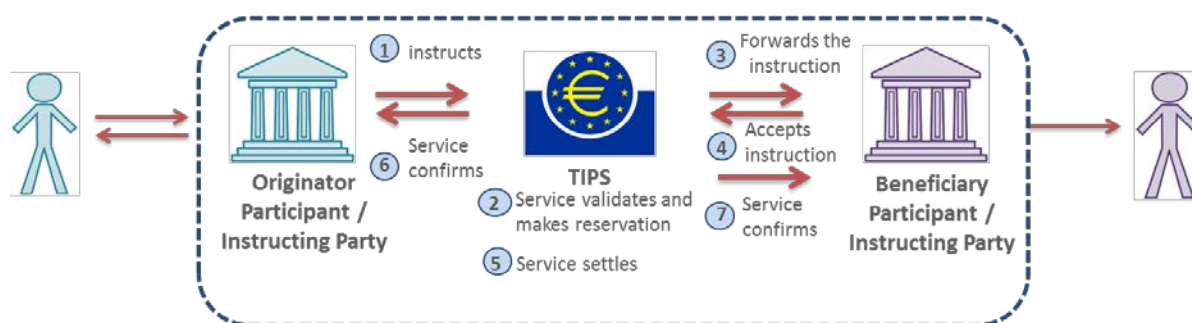 1 instructs
6 Service
confirms
Originator
Participant /
Instructing Party
€
TIPS
2 Service validates and
makes reservation
5 Service settles
3 Forwards the
instruction
4 Accepts
instruction
7 Service
confirms
Beneficiary
Participant /
Instructing Party